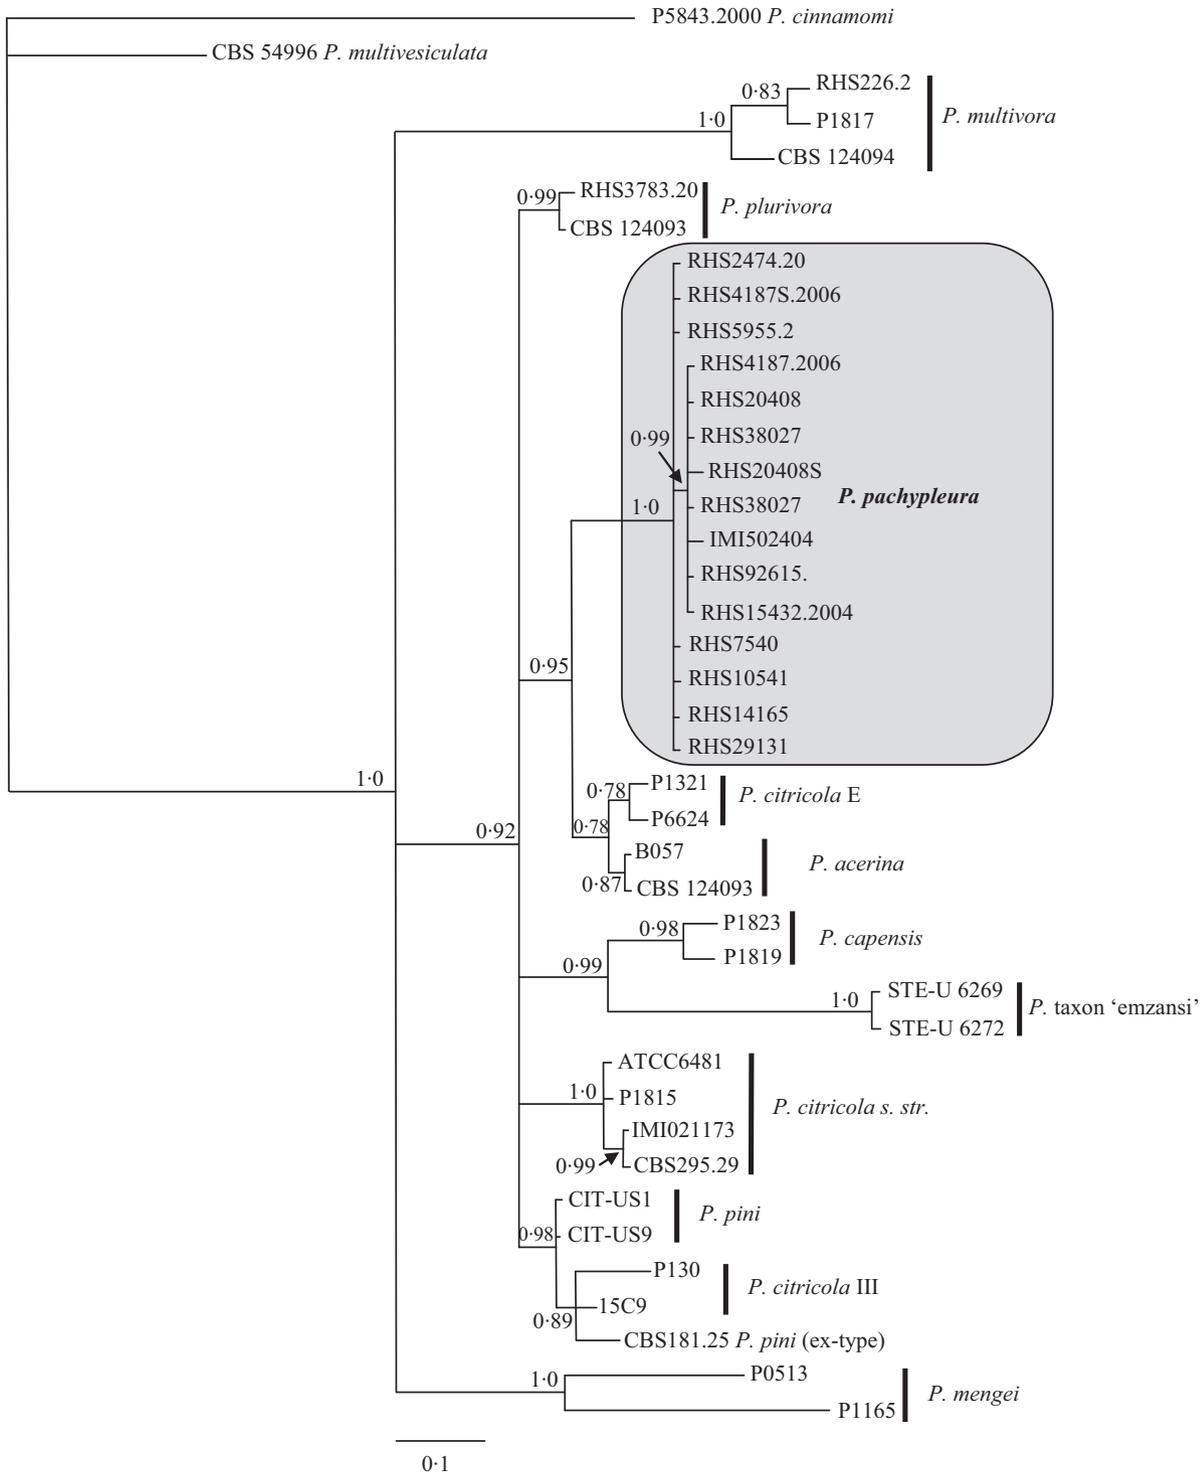 P5843.2000 P. cinnamomi
CBS 54996 P. multivesiculata
RHS226.2
0·83
P. multivora
1·0
P1817
CBS 124094
RHS3783.20
0·99
P. plurivora
CBS 124093
RHS2474.20
RHS4187S.2006
RHS5955.2
RHS4187.2006
RHS20408
RHS38027
0·99
RHS20408S
P. pachypleura
RHS38027
1·0
IMI502404
RHS92615.
RHS15432.2004
RHS7540
0·95
RHS10541
RHS14165
RHS29131
1·0
P1321
0·78
P. citricola E
P6624
0·78
0·92
B057
P. acerina
0·87
CBS 124093
P1823
0·98
P. capensis
P1819
0·99
STE-U 6269
1·0
P. taxon ‘emzansi’
STE-U 6272
ATCC6481
1·0
P1815
P. citricola s. str.
IMI021173
0·99
CBS295.29
CIT-US1
P. pini
0·98
CIT-US9
P130
P. citricola III
15C9
0·89
CBS181.25 P. pini (ex-type)
P0513
1·0
P. mengei
P1165
0·1